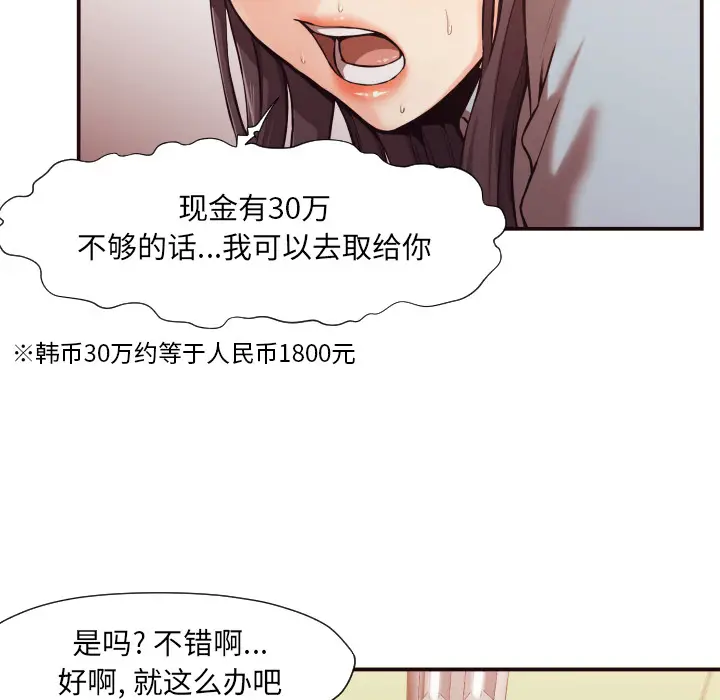 现金有30万
不够的话...我可以去取给你
※韩币30万约等于人民币1800元
是吗? 不错啊...
好啊, 就这么办吧